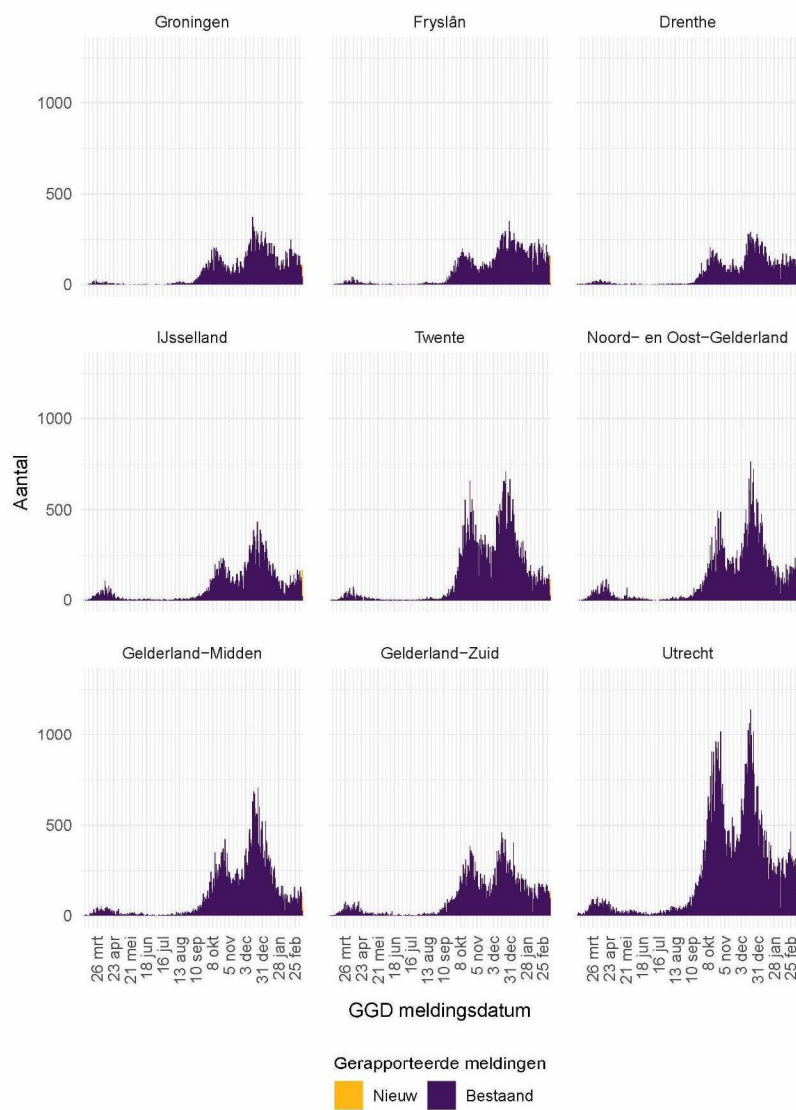 Groningen Fryslân Drenthe
1000
500
0
IJsselland Twente Noord− en Oost−Gelderland
1000
500
0
Gelderland−Midden Gelderland−Zuid Utrecht
1000
500
0
Aantal
26 mrt 23 apr 21 mei 18 jun 16 jul 13 aug 10 sep 8 okt 5 nov 3 dec 31 dec 28 jan 25 feb
26 mrt 23 apr 21 mei 18 jun 16 jul 13 aug 10 sep 8 okt 5 nov 3 dec 31 dec 28 jan 25 feb
26 mrt 23 apr 21 mei 18 jun 16 jul 13 aug 10 sep 8 okt 5 nov 3 dec 31 dec 28 jan 25 feb
GGD meldingsdatum
Gerapporteerde meldingen
Nieuw Bestaand